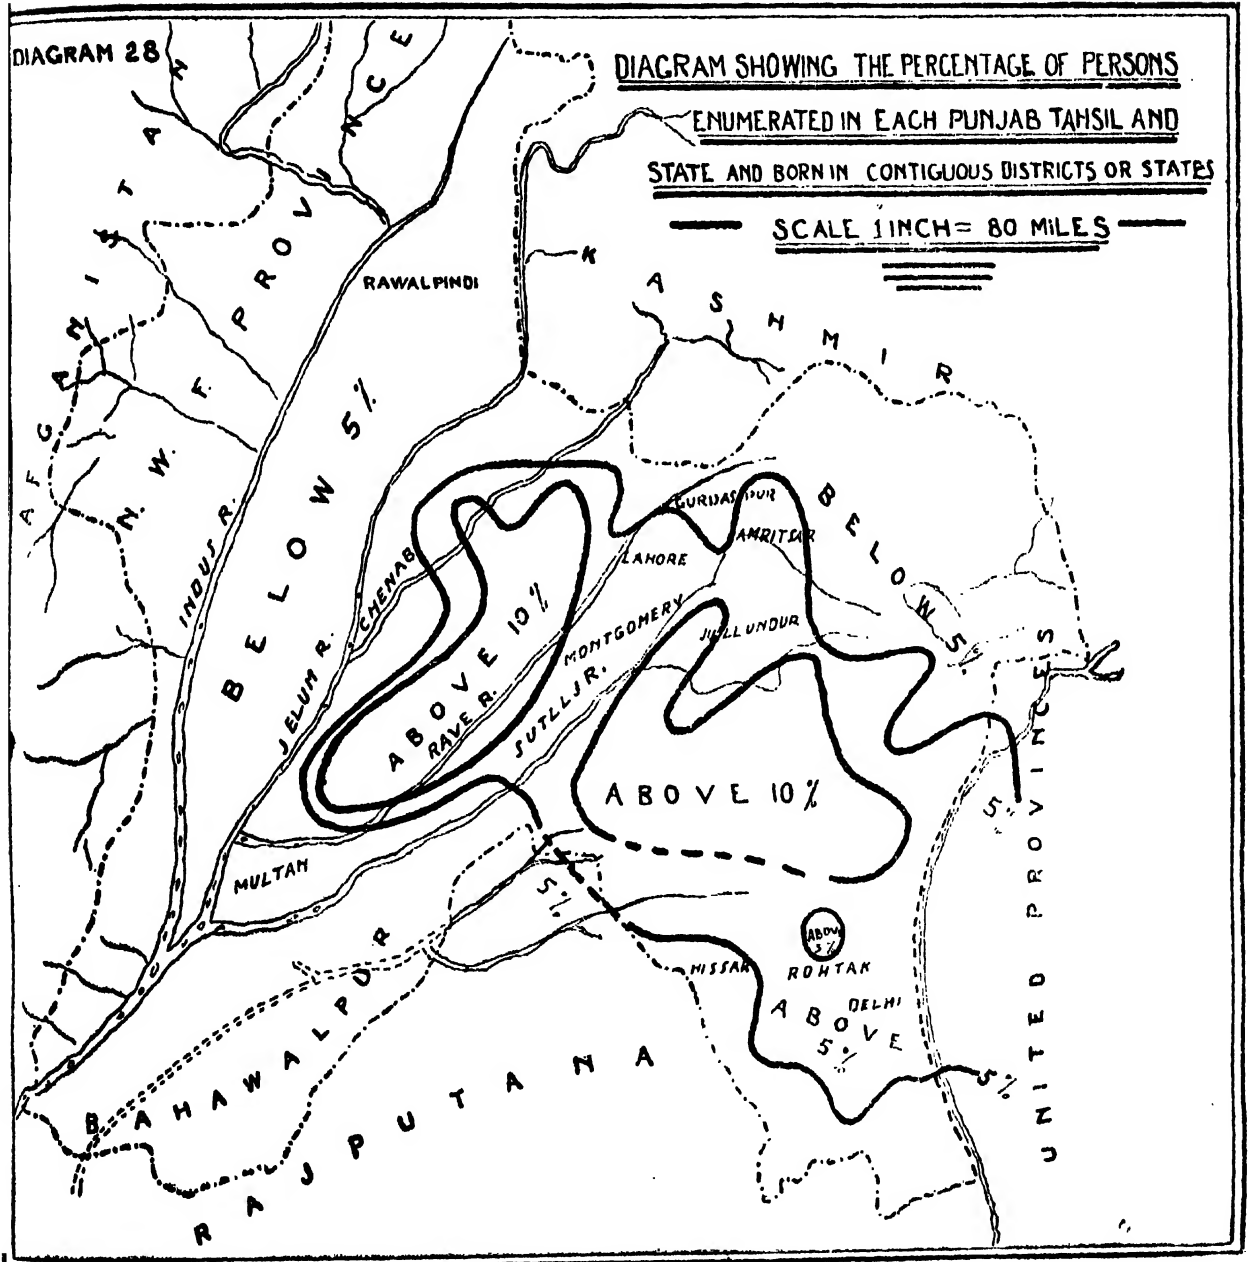 DIAGRAM 28
DIAGRAM SHOWING THE PERCENTAGE OF PERSONS
ENUMERATED IN EACH PUNJAB TAHSIL AND
STATE AND BORN IN CONTIGUOUS DISTRICTS OR STATES
SCALE 1 INCH = 80 MILES
AFGANISTAN
N. W. F. PROVINCE
KASHMIR
RAWALPINDI
BELOW 5%
INDUS R.
CHENAB
JELUM R.
ABOVE 10%
RAVE R.
MONTGOMERY
SUTLLJ R.
GURDASPUR
AMRITSAR
LAHORE
JULLUNDUR
BELOW 5.
ABOVE 10%
5%
MULTAN
5%
ABOV
5%
HISSAR
ROHTAK
DELHI
ABOVE
5%
5%
BAHAWALPUR
RAJPUTANA
UNITED PROVINCES